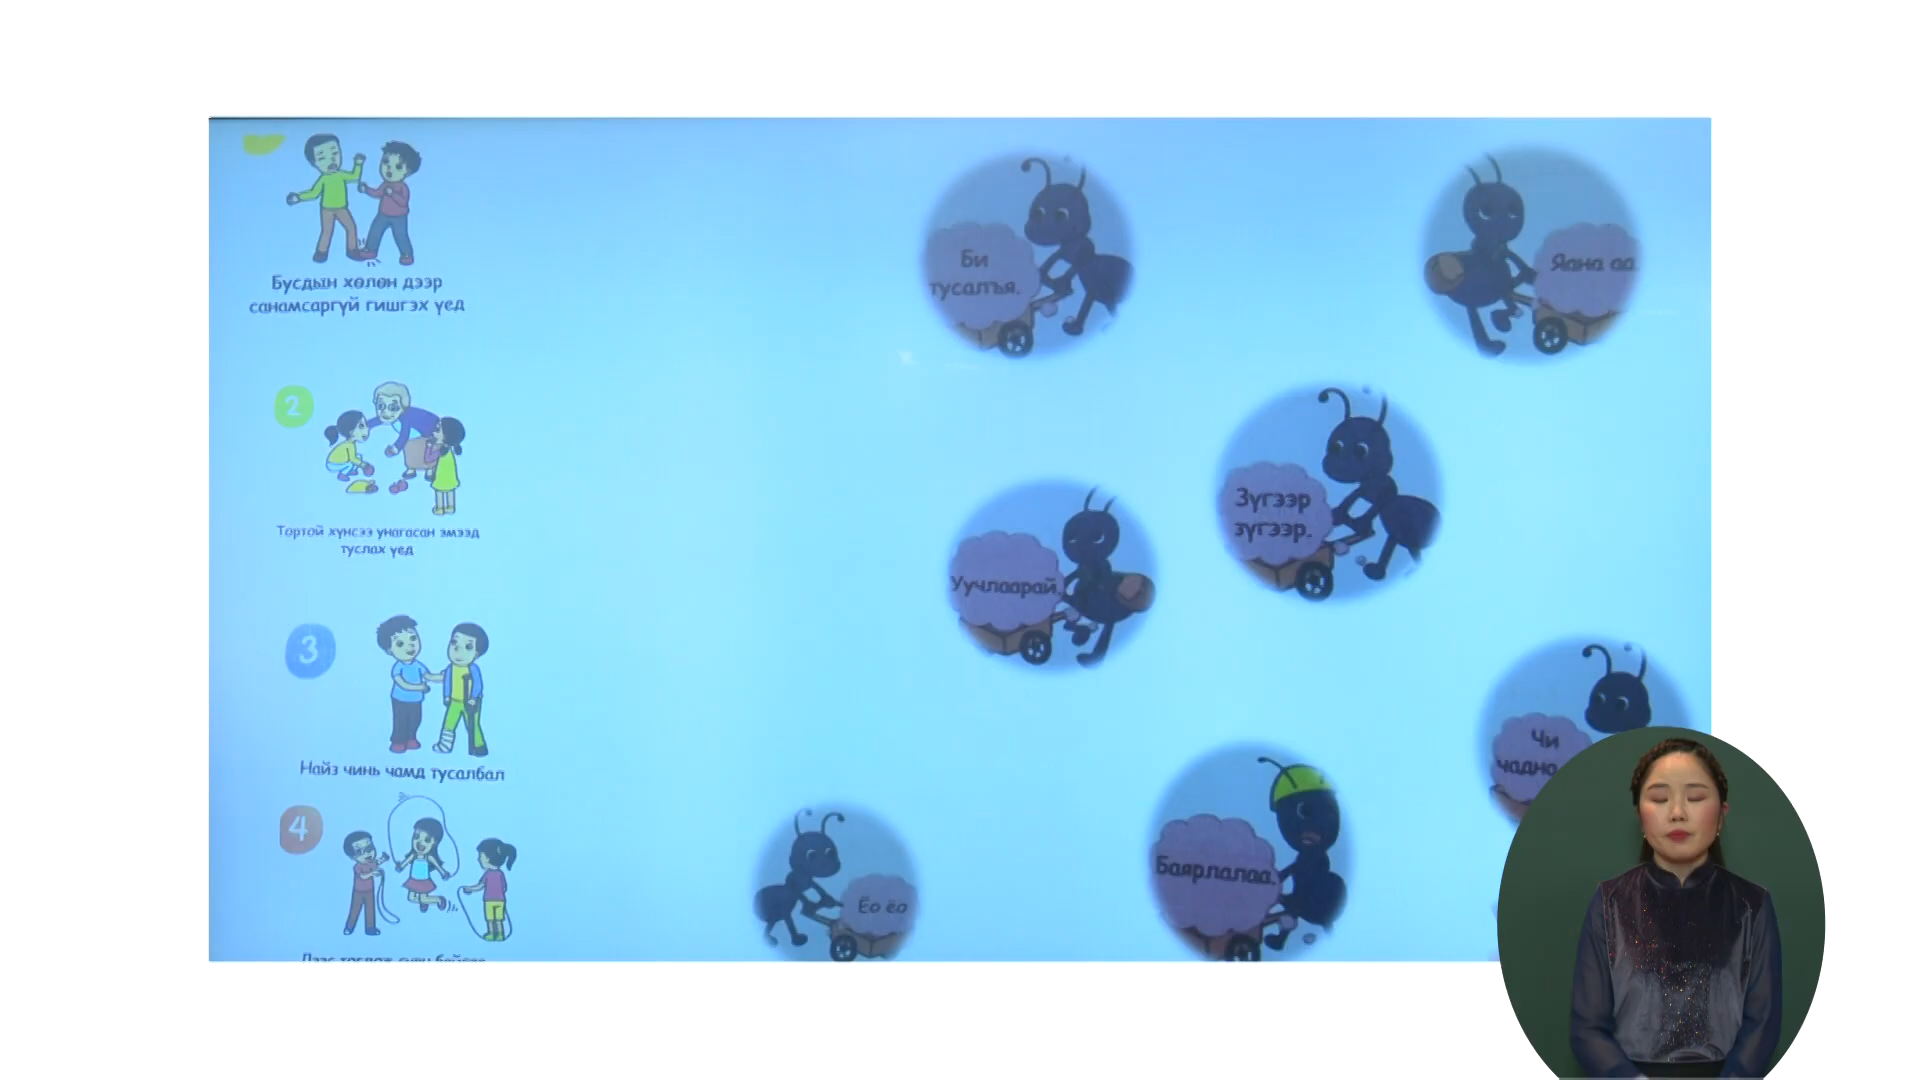 Бусдын хөлөн дээр
санамсаргүй гишгэх үед
2
Тортой хүнсээ унагасан эмээд
туслах үед
3
Найз чинь чамд тусалбал
4
Би
тусалъя.
Яана аа.
Зүгээр
зүгээр.
Уучлаарай.
Чи
чадна
Баярлалаа.
Ёо ёо